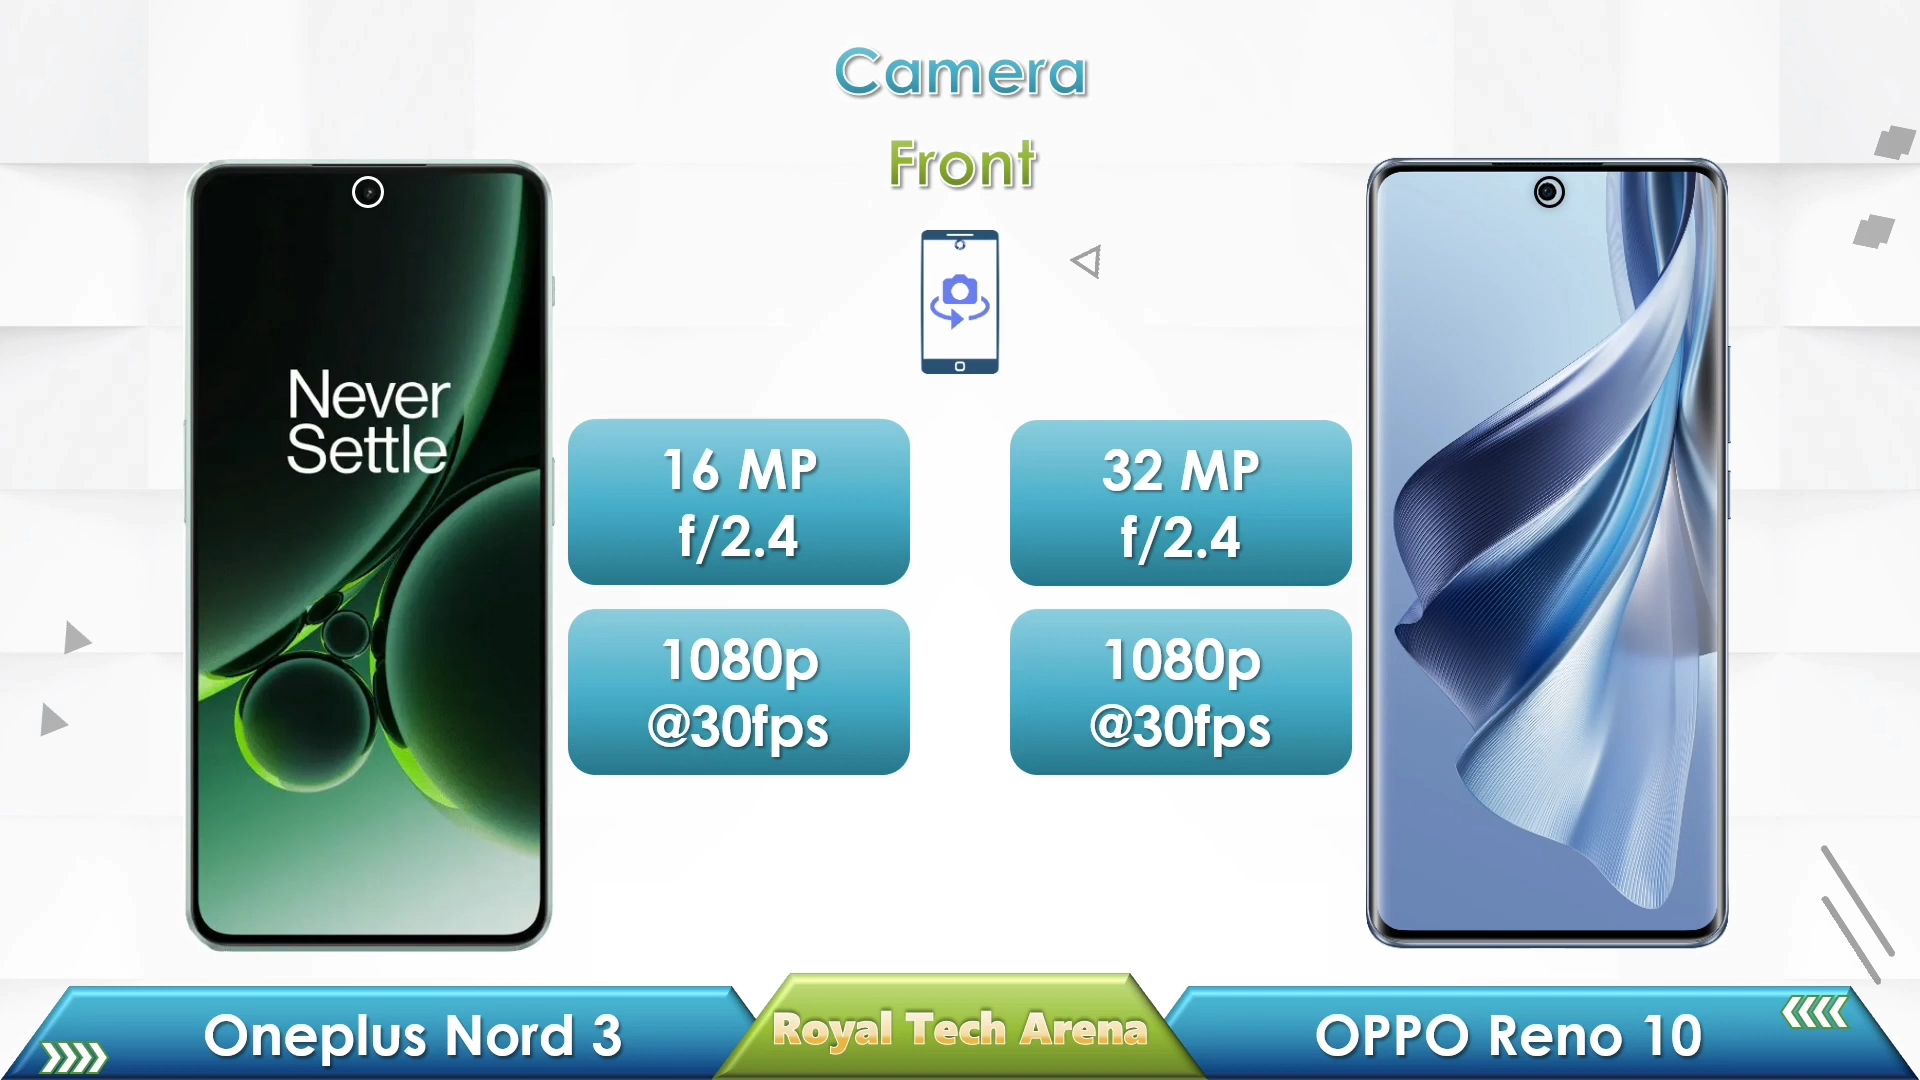 Camera
Front
Never
Settle
16 MP
f/2.4
32 MP
f/2.4
1080p
@30fps
1080p
@30fps
Oneplus Nord 3
Royal Tech Arena
OPPO Reno 10